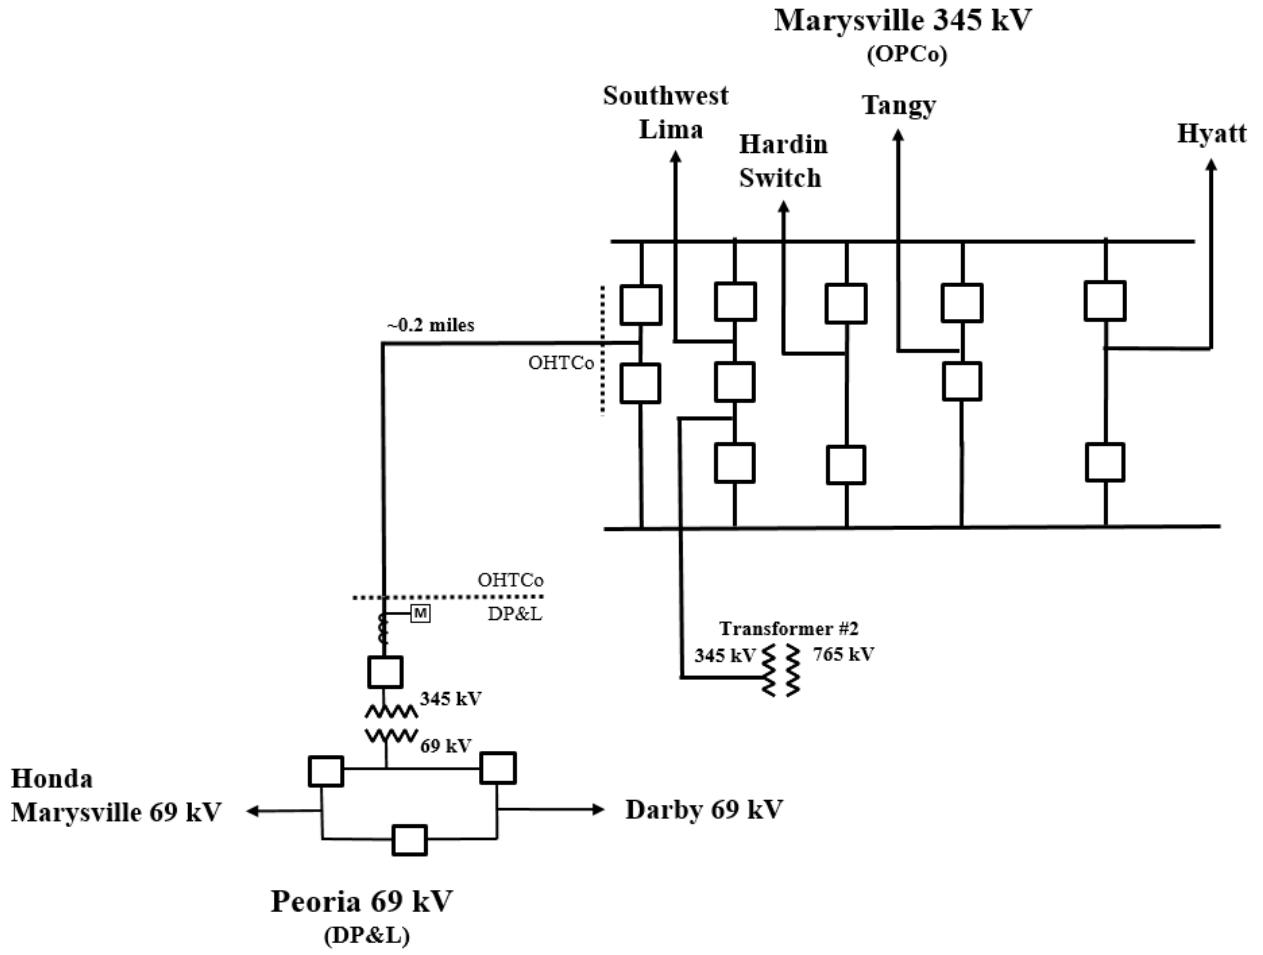 Marysville 345 kV
(OPCo)
Southwest
Lima
Hardin
Switch
Tangy
Hyatt
~0.2 miles
OHTCo
OHTCo
DP&L
M
Transformer #2
345 kV
765 kV
345 kV
69 kV
Honda
Marysville 69 kV
Darby 69 kV
Peoria 69 kV
(DP&L)